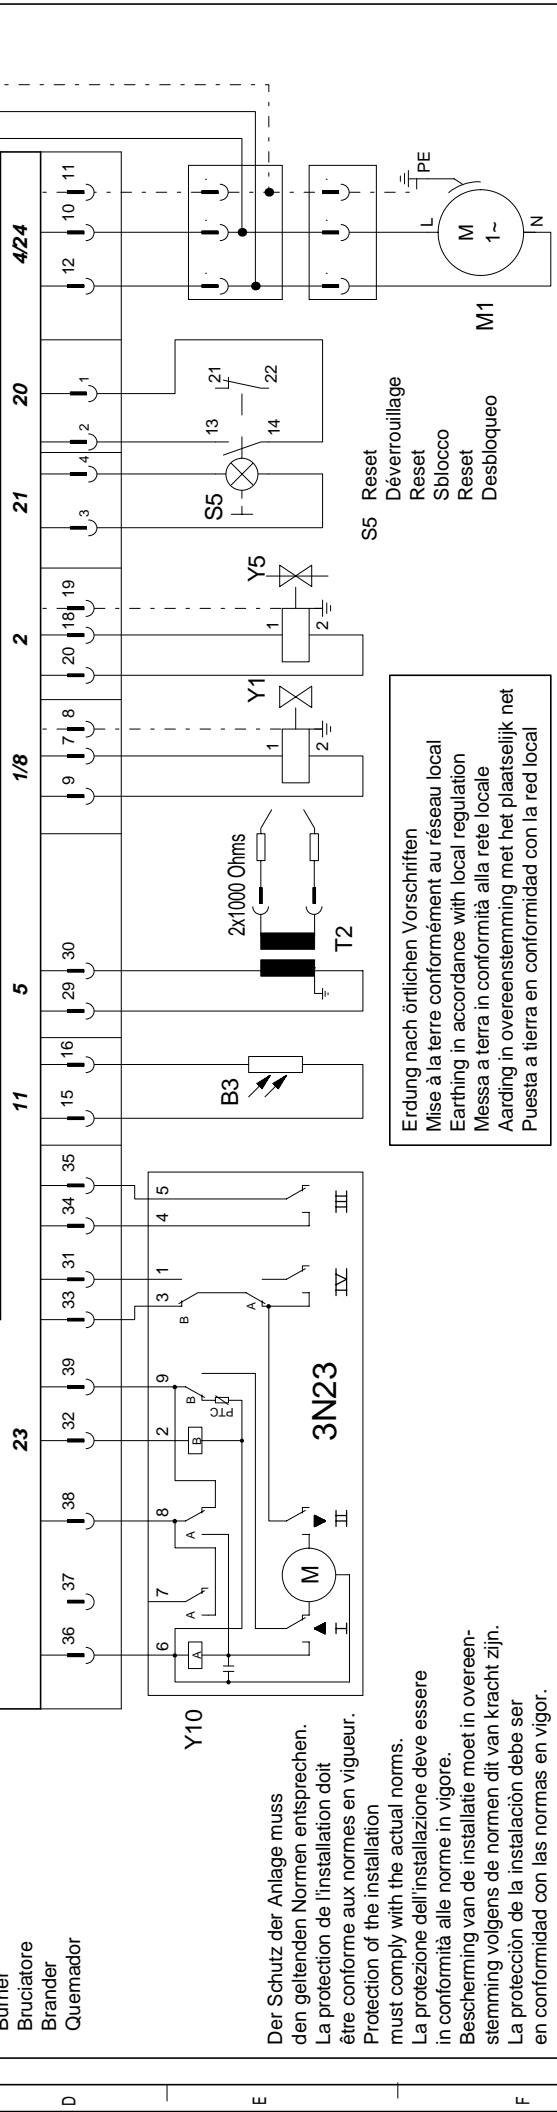 Burner
Bruciatore
Brander
Quemador
23
11
5
1/8
2
21
20
4/24
36
37
38
32
39
33
31
34
35
15
16
29
30
9
7
8
20
18
19
3
4
2
1
12
10
11
Y10
6
7
8
2
9
3
1
4
5
A
A
A
B
B
PTC
B
A
M
I
II
IV
III
3N23
B3
T2
2x1000 Ohms
Y1
1
2
Y5
1
2
S5
13
14
21
22
M1
L
N
PE
M
1~
S5 Reset
Déverrouillage
Reset
Sblocco
Reset
Desbloqueo
Erdung nach örtlichen Vorschriften
Mise à la terre conformément au réseau local
Earthing in accordance with local regulation
Messa a terra in conformità alla rete locale
Aarding in overeenstemming met het plaatselijk net
Puesta a tierra en conformidad con la red local
Der Schutz der Anlage muss
den geltenden Normen entsprechen.
La protection de l'installation doit
être conforme aux normes en vigueur.
Protection of the installation
must comply with the actual norms.
La protezione dell'installazione deve essere
in conformità alle norme in vigore.
Bescherming van de installatie moet in overeen-
stemming volgens de normen dit van kracht zijn.
La protecciòn de la instalaciòn debe ser
en conformidad con las normas en vigor.
D
E
F